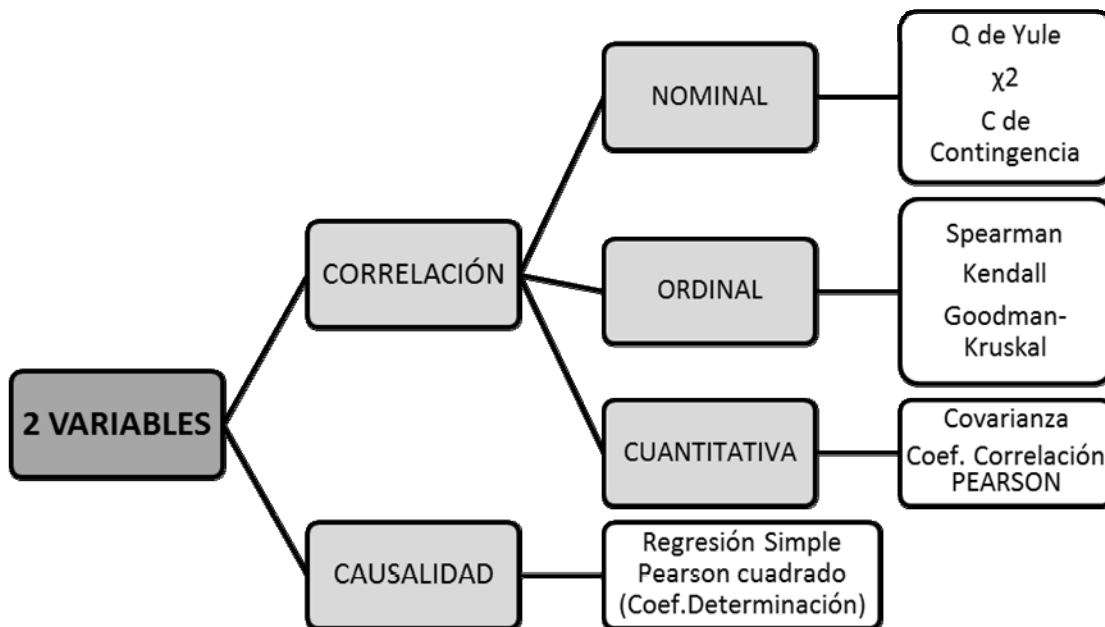 2 VARIABLES
CORRELACIÓN
NOMINAL
Q de Yule
χ2
C de
Contingencia
ORDINAL
Spearman
Kendall
Goodman-
Kruskal
CUANTITATIVA
Covarianza
Coef. Correlación
PEARSON
CAUSALIDAD
Regresión Simple
Pearson cuadrado
(Coef.Determinación)